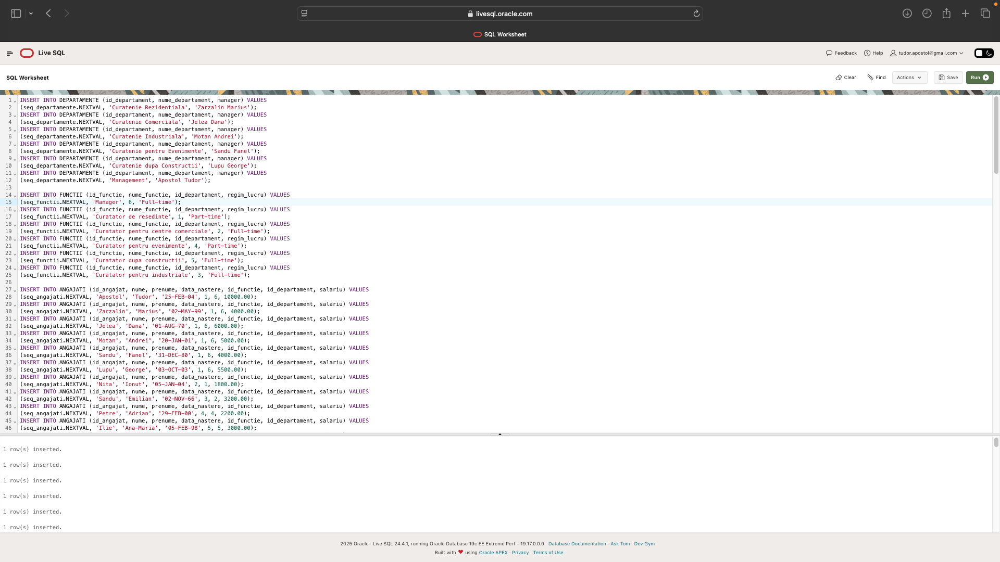 livesql.oracle.com
SQL Worksheet
Live SQL
Feedback
Help
tudor.apostol@gmail.com
SQL Worksheet
Clear
Find
Actions
Save
Run
1 INSERT INTO DEPARTAMENTE (id_departament, nume_departament, manager) VALUES
2 (seq_departamente.NEXTVAL, 'Curatenie Rezidentiala', 'Zarzalin Marius');
3 INSERT INTO DEPARTAMENTE (id_departament, nume_departament, manager) VALUES
4 (seq_departamente.NEXTVAL, 'Curatenie Comerciala', 'Jelea Dana');
5 INSERT INTO DEPARTAMENTE (id_departament, nume_departament, manager) VALUES
6 (seq_departamente.NEXTVAL, 'Curatenie Industriala', 'Motan Andrei');
7 INSERT INTO DEPARTAMENTE (id_departament, nume_departament, manager) VALUES
8 (seq_departamente.NEXTVAL, 'Curatenie pentru Evenimente', 'Sandu Fanel');
9 INSERT INTO DEPARTAMENTE (id_departament, nume_departament, manager) VALUES
10 (seq_departamente.NEXTVAL, 'Curatenie dupa Constructii', 'Lupu George');
11 INSERT INTO DEPARTAMENTE (id_departament, nume_departament, manager) VALUES
12 (seq_departamente.NEXTVAL, 'Management', 'Apostol Tudor');
13
14 INSERT INTO FUNCTII (id_functie, nume_functie, id_departament, regim_lucru) VALUES
15 (seq_functii.NEXTVAL, 'Manager', 6, 'Full-time');
16 INSERT INTO FUNCTII (id_functie, nume_functie, id_departament, regim_lucru) VALUES
17 (seq_functii.NEXTVAL, 'Curatator de resedinte', 1, 'Part-time');
18 INSERT INTO FUNCTII (id_functie, nume_functie, id_departament, regim_lucru) VALUES
19 (seq_functii.NEXTVAL, 'Curatator pentru centre comerciale', 2, 'Full-time');
20 INSERT INTO FUNCTII (id_functie, nume_functie, id_departament, regim_lucru) VALUES
21 (seq_functii.NEXTVAL, 'Curatator pentru evenimente', 4, 'Part-time');
22 INSERT INTO FUNCTII (id_functie, nume_functie, id_departament, regim_lucru) VALUES
23 (seq_functii.NEXTVAL, 'Curatator dupa constructii', 5, 'Full-time');
24 INSERT INTO FUNCTII (id_functie, nume_functie, id_departament, regim_lucru) VALUES
25 (seq_functii.NEXTVAL, 'Curatator pentru industriale', 3, 'Full-time');
26
27 INSERT INTO ANGAJATI (id_angajat, nume, prenume, data_nastere, id_functie, id_departament, salariu) VALUES
28 (seq_angajati.NEXTVAL, 'Apostol', 'Tudor', '25-FEB-04', 1, 6, 10000.00);
29 INSERT INTO ANGAJATI (id_angajat, nume, prenume, data_nastere, id_functie, id_departament, salariu) VALUES
30 (seq_angajati.NEXTVAL, 'Zarzalin', 'Marius', '02-MAY-99', 1, 6, 4000.00);
31 INSERT INTO ANGAJATI (id_angajat, nume, prenume, data_nastere, id_functie, id_departament, salariu) VALUES
32 (seq_angajati.NEXTVAL, 'Jelea', 'Dana', '01-AUG-70', 1, 6, 6000.00);
33 INSERT INTO ANGAJATI (id_angajat, nume, prenume, data_nastere, id_functie, id_departament, salariu) VALUES
34 (seq_angajati.NEXTVAL, 'Motan', 'Andrei', '20-JAN-01', 1, 6, 5000.00);
35 INSERT INTO ANGAJATI (id_angajat, nume, prenume, data_nastere, id_functie, id_departament, salariu) VALUES
36 (seq_angajati.NEXTVAL, 'Sandu', 'Fanel', '31-DEC-80', 1, 6, 4000.00);
37 INSERT INTO ANGAJATI (id_angajat, nume, prenume, data_nastere, id_functie, id_departament, salariu) VALUES
38 (seq_angajati.NEXTVAL, 'Lupu', 'George', '03-OCT-03', 1, 6, 5500.00);
39 INSERT INTO ANGAJATI (id_angajat, nume, prenume, data_nastere, id_functie, id_departament, salariu) VALUES
40 (seq_angajati.NEXTVAL, 'Nita', 'Ionut', '05-JAN-04', 2, 1, 1800.00);
41 INSERT INTO ANGAJATI (id_angajat, nume, prenume, data_nastere, id_functie, id_departament, salariu) VALUES
42 (seq_angajati.NEXTVAL, 'Sandu', 'Emilian', '02-NOV-66', 3, 2, 3200.00);
43 INSERT INTO ANGAJATI (id_angajat, nume, prenume, data_nastere, id_functie, id_departament, salariu) VALUES
44 (seq_angajati.NEXTVAL, 'Petre', 'Adrian', '29-FEB-00', 4, 4, 2200.00);
45 INSERT INTO ANGAJATI (id_angajat, nume, prenume, data_nastere, id_functie, id_departament, salariu) VALUES
46 (seq_angajati.NEXTVAL, 'Ilie', 'Ana-Maria', '05-FEB-98', 5, 5, 3000.00);
1 row(s) inserted.
1 row(s) inserted.
1 row(s) inserted.
1 row(s) inserted.
1 row(s) inserted.
1 row(s) inserted.
2025 Oracle · Live SQL 24.4.1, running Oracle Database 19c EE Extreme Perf - 19.17.0.0.0 · Database Documentation · Ask Tom · Dev Gym
Built with ❤ using Oracle APEX · Privacy · Terms of Use